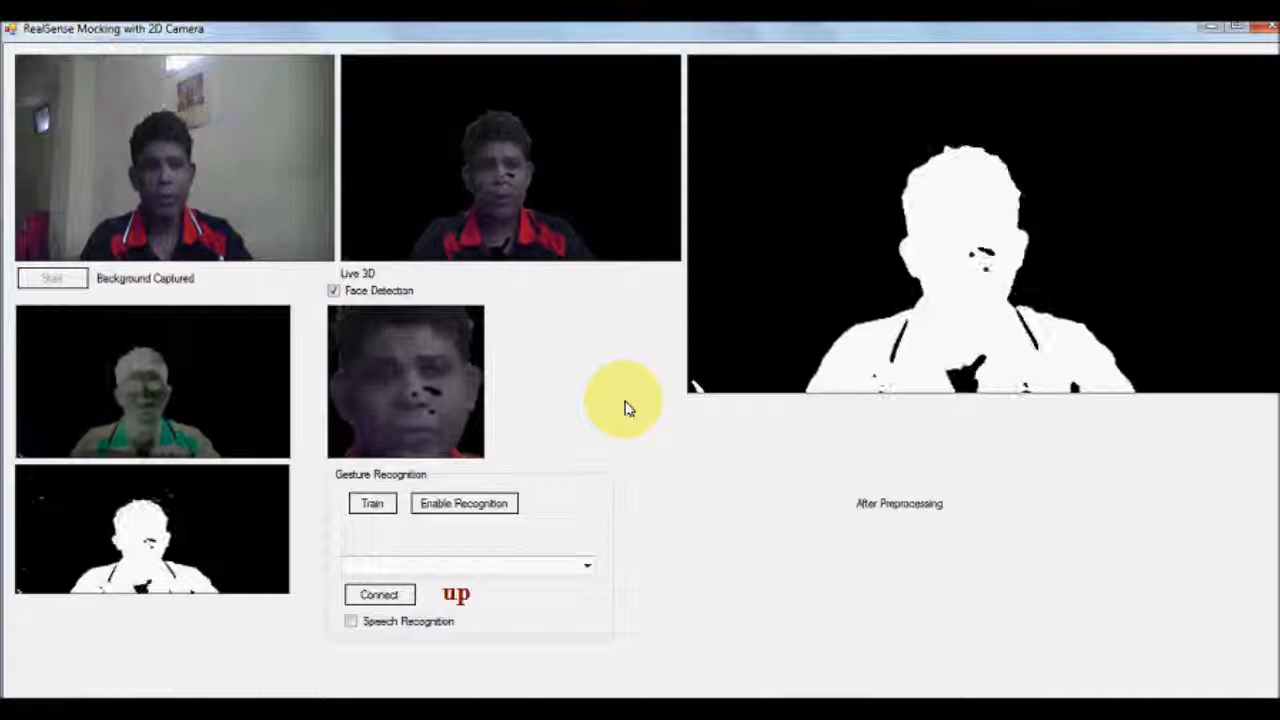 RealSense Mocking with 2D Camera
Start
Background Captured
Live 3D
Face Detection
Gesture Recognition
Train
Enable Recognition
After Preprocessing
Connect
up
Speech Recognition